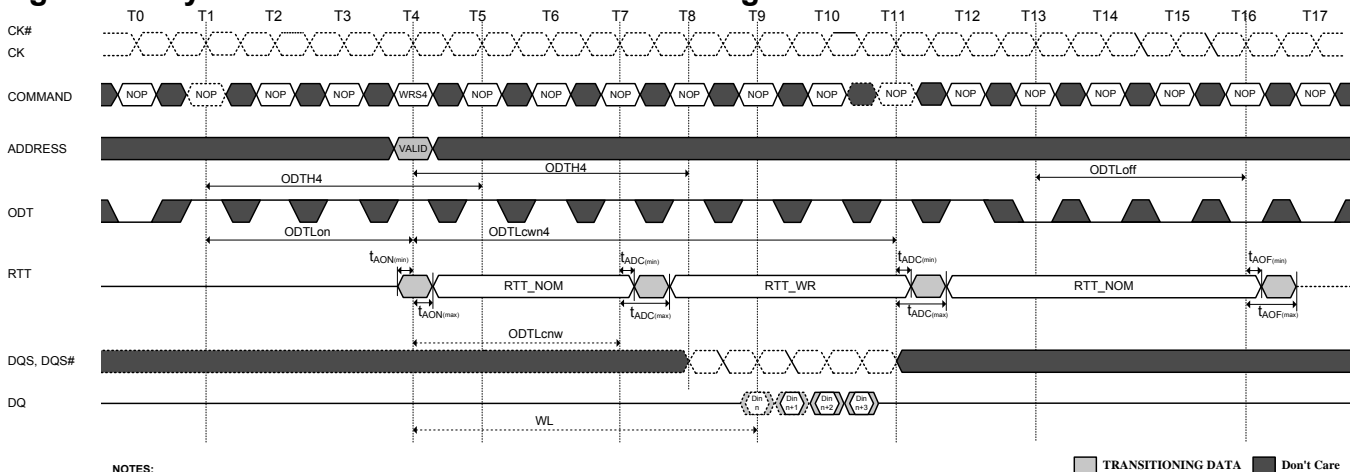 T0 T1 T2 T3 T4 T5 T6 T7 T8 T9 T10 T11 T12 T13 T14 T15 T16 T17
CK#
CK
COMMAND NOP NOP NOP NOP WRS4 NOP NOP NOP NOP NOP NOP NOP NOP NOP NOP NOP NOP NOP
ADDRESS VALID
ODTH4 ODTH4 ODTLoff
ODT
ODTLon ODTLcwn4
tAON(min) tADC(min) tADC(min) tAOF(min)
RTT RTT_NOM RTT_WR RTT_NOM
tAON(max) tADC(max) tADC(max) tAOF(max)
ODTLcnw
DQS, DQS#
DQ Din n Din n+1 Din n+2 Din n+3
WL
NOTES: TRANSITIONING DATA Don't Care